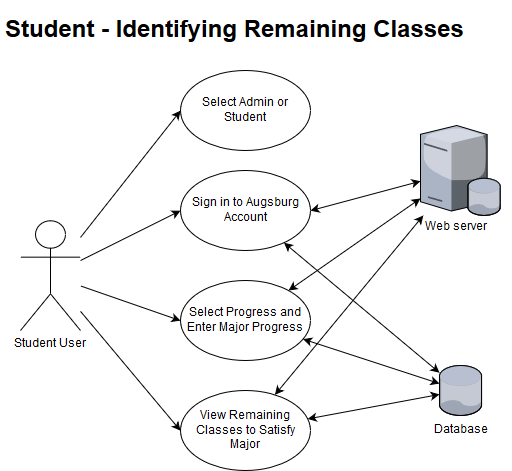 Student - Identifying Remaining Classes
Select Admin or
Student
Sign in to Augsburg
Account
Web server
Select Progress and
Enter Major Progress
Student User
View Remaining
Classes to Satisfy
Major
Database